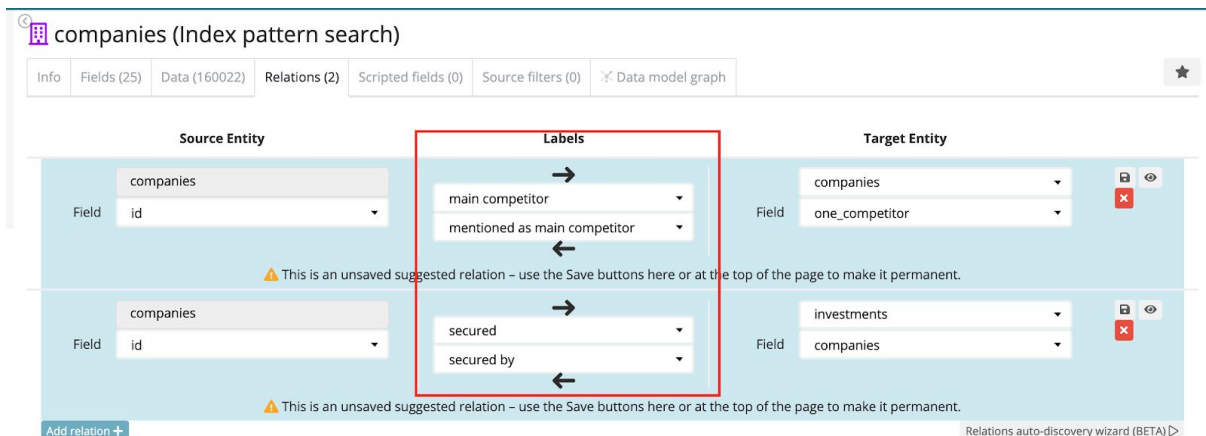 companies (Index pattern search)
Info Fields (25) Data (160022) Relations (2) Scripted fields (0) Source filters (0) Data model graph
Source Entity Labels Target Entity
companies
main competitor
companies
Field id
mentioned as main competitor
Field one_competitor
This is an unsaved suggested relation – use the Save buttons here or at the top of the page to make it permanent.
companies
secured
investments
Field id
secured by
Field companies
This is an unsaved suggested relation – use the Save buttons here or at the top of the page to make it permanent.
Add relation +
Relations auto-discovery wizard (BETA)